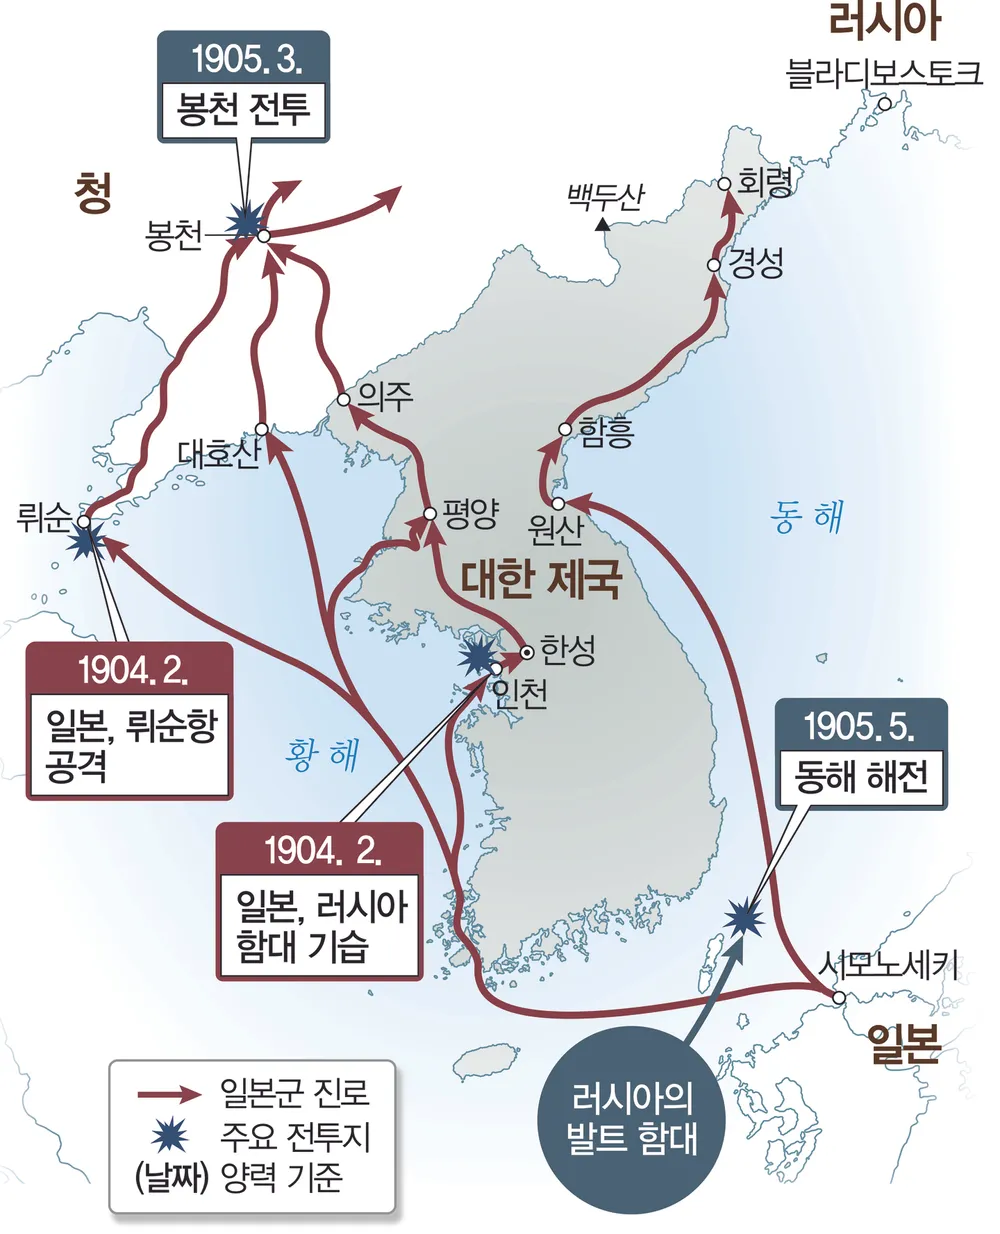 러시아
블라디보스토크
1905. 3.
봉천 전투
청
봉천
백두산
회령
경성
의주
대호산
함흥
뤼순
평양
원산
동해
대한 제국
한성
인천
1904. 2.
일본, 뤼순항
공격
황해
1905. 5.
동해 해전
1904. 2.
일본, 러시아
함대 기습
시모노세키
일본
러시아의
발트 함대
일본군 진로
주요 전투지
(날짜) 양력 기준